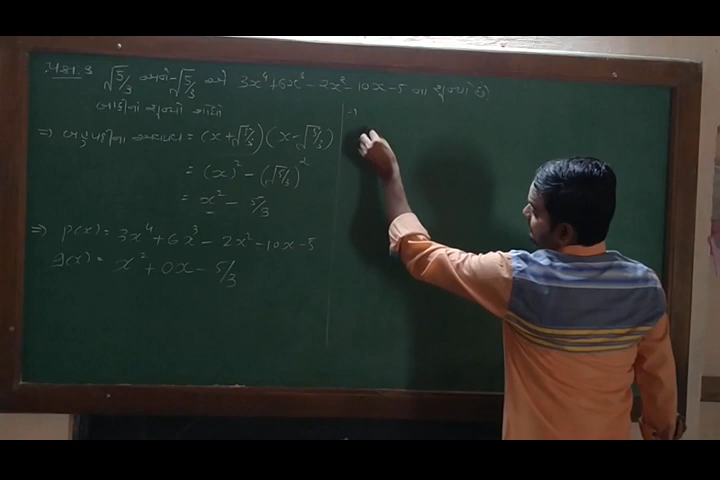 પ્રશ્ન.3 √5/3 અને -√5/3 એ 3x⁴+6x³-2x²-10x-5 ના શૂન્યો છે
બાકીના શૂન્યો શોધો
⇒ બહુપદીના અવયવ = (x+√5/3)(x-√5/3)
= (x)² - (√5/3)²
= x² - 5/3
⇒ p(x) = 3x⁴+6x³-2x²-10x-5
g(x) = x²+0x-5/3